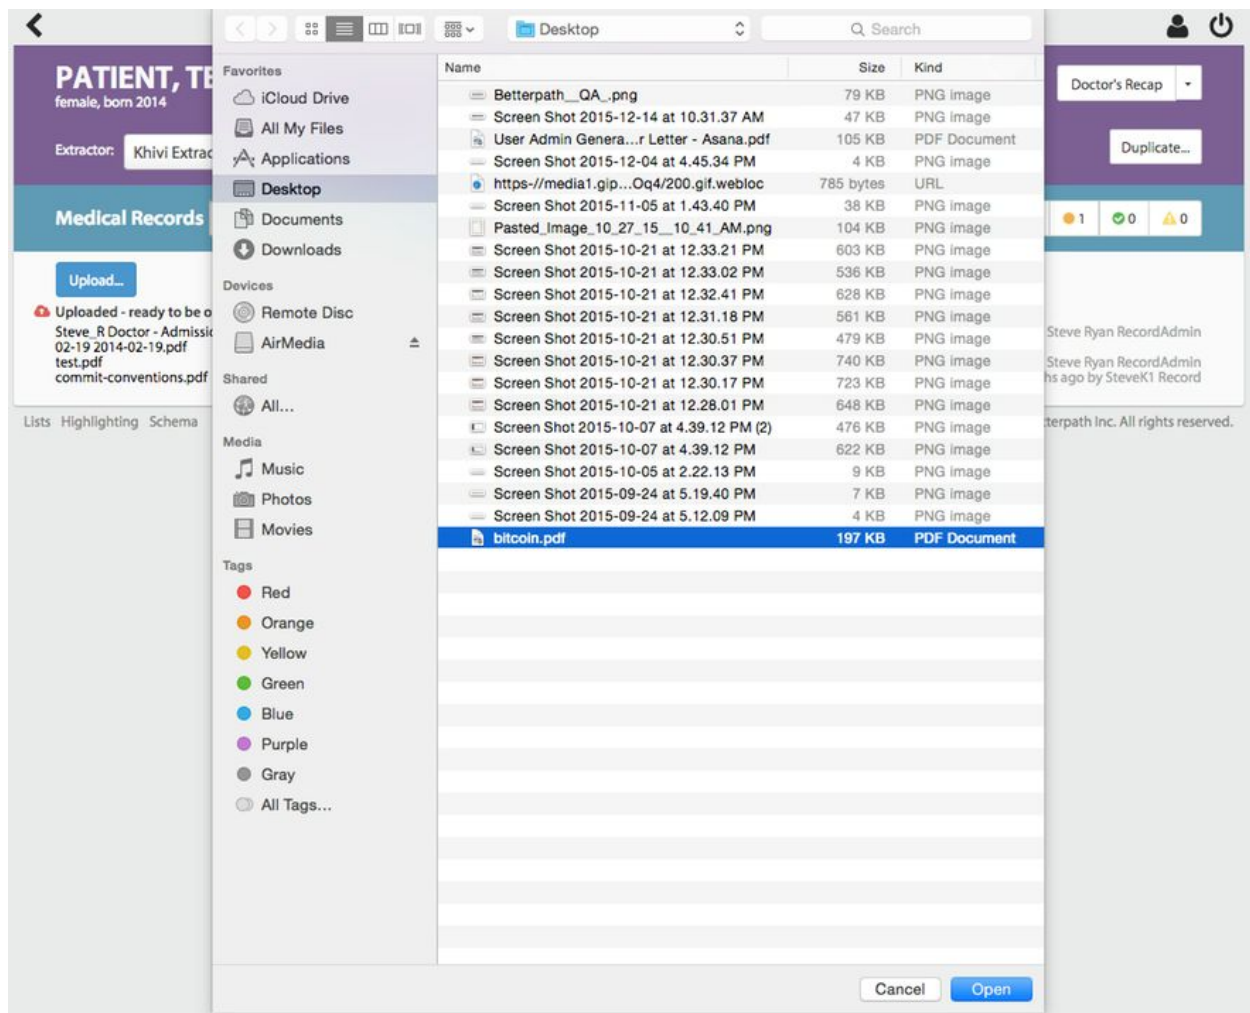 Desktop
Search
PATIENT, TE
female, born 2014
Doctor's Recap
Extractor:
Khivi Extrac
Duplicate...
Medical Records
1
0
0
Upload...
Uploaded - ready to be o
Steve_R Doctor - Admissi
02-19 2014-02-19.pdf
test.pdf
commit-conventions.pdf
Steve Ryan RecordAdmin
Steve Ryan RecordAdmin
hs ago by SteveK1 Record
Lists Highlighting Schema
terpath Inc. All rights reserved.
Favorites
iCloud Drive
All My Files
Applications
Desktop
Documents
Downloads
Devices
Remote Disc
AirMedia
Shared
All...
Media
Music
Photos
Movies
Tags
Red
Orange
Yellow
Green
Blue
Purple
Gray
All Tags...
Name Size Kind
Betterpath__QA_.png 79 KB PNG image
Screen Shot 2015-12-14 at 10.31.37 AM 47 KB PNG image
User Admin Genera...r Letter - Asana.pdf 105 KB PDF Document
Screen Shot 2015-12-04 at 4.45.34 PM 4 KB PNG image
https-//media1.gip...Oq4/200.gif.webloc 785 bytes URL
Screen Shot 2015-11-05 at 1.43.40 PM 38 KB PNG image
Pasted_Image_10_27_15__10_41_AM.png 104 KB PNG image
Screen Shot 2015-10-21 at 12.33.21 PM 603 KB PNG image
Screen Shot 2015-10-21 at 12.33.02 PM 536 KB PNG image
Screen Shot 2015-10-21 at 12.32.41 PM 628 KB PNG image
Screen Shot 2015-10-21 at 12.31.18 PM 561 KB PNG image
Screen Shot 2015-10-21 at 12.30.51 PM 479 KB PNG image
Screen Shot 2015-10-21 at 12.30.37 PM 740 KB PNG image
Screen Shot 2015-10-21 at 12.30.17 PM 723 KB PNG image
Screen Shot 2015-10-21 at 12.28.01 PM 648 KB PNG image
Screen Shot 2015-10-07 at 4.39.12 PM (2) 476 KB PNG image
Screen Shot 2015-10-07 at 4.39.12 PM 622 KB PNG image
Screen Shot 2015-10-05 at 2.22.13 PM 9 KB PNG image
Screen Shot 2015-09-24 at 5.19.40 PM 7 KB PNG image
Screen Shot 2015-09-24 at 5.12.09 PM 4 KB PNG image
bitcoin.pdf 197 KB PDF Document
Cancel
Open